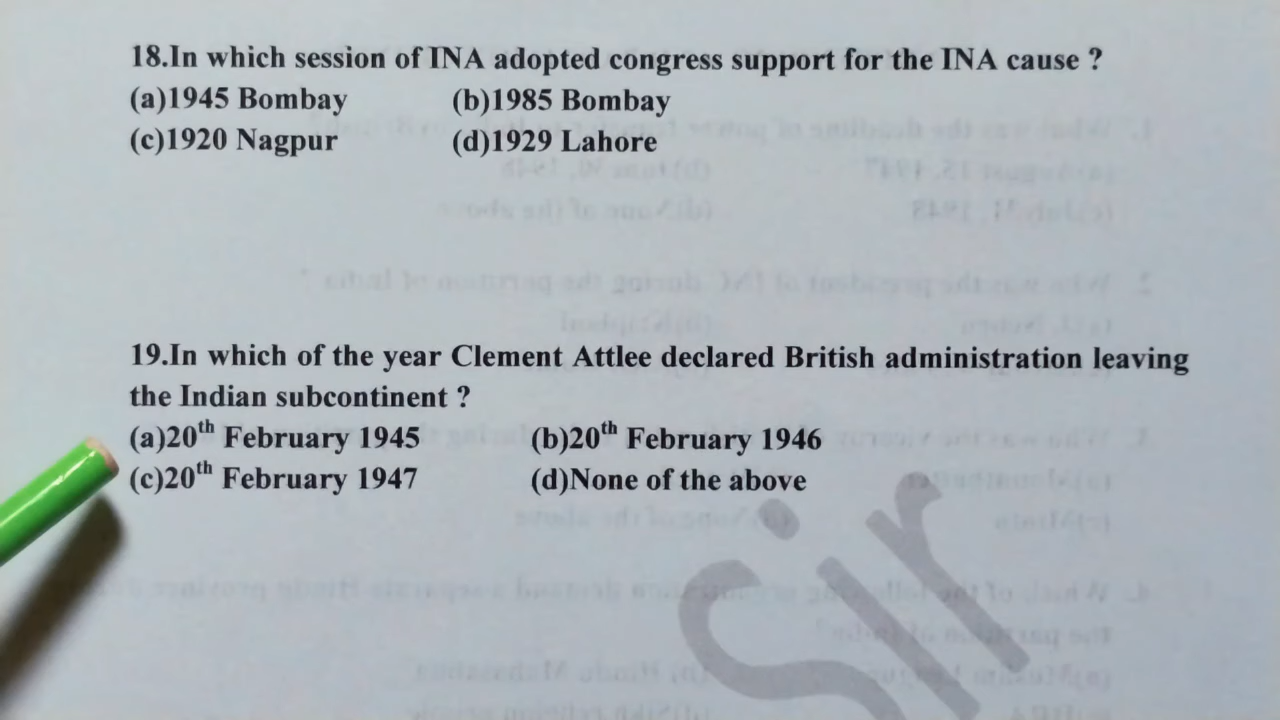 18.In which session of INA adopted congress support for the INA cause ?
(a)1945 Bombay (b)1985 Bombay
(c)1920 Nagpur (d)1929 Lahore
19.In which of the year Clement Attlee declared British administration leaving
the Indian subcontinent ?
(a)20th February 1945 (b)20th February 1946
(c)20th February 1947 (d)None of the above
Sir